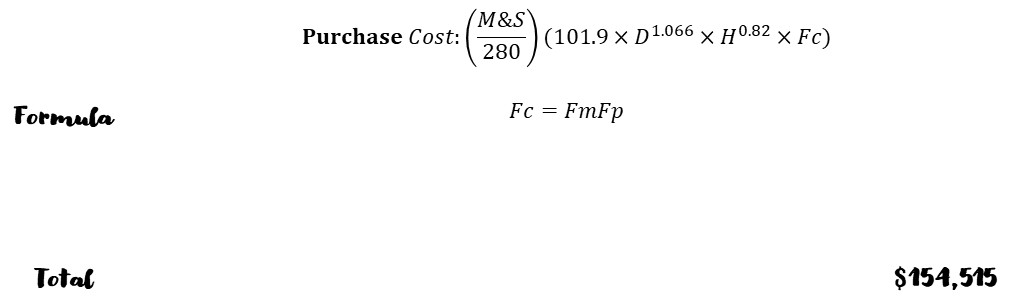 Purchase Cost: (M&S/280) (101.9 × D^1.066 × H^0.82 × Fc)
Formula
Fc = FmFp
Total $154,515